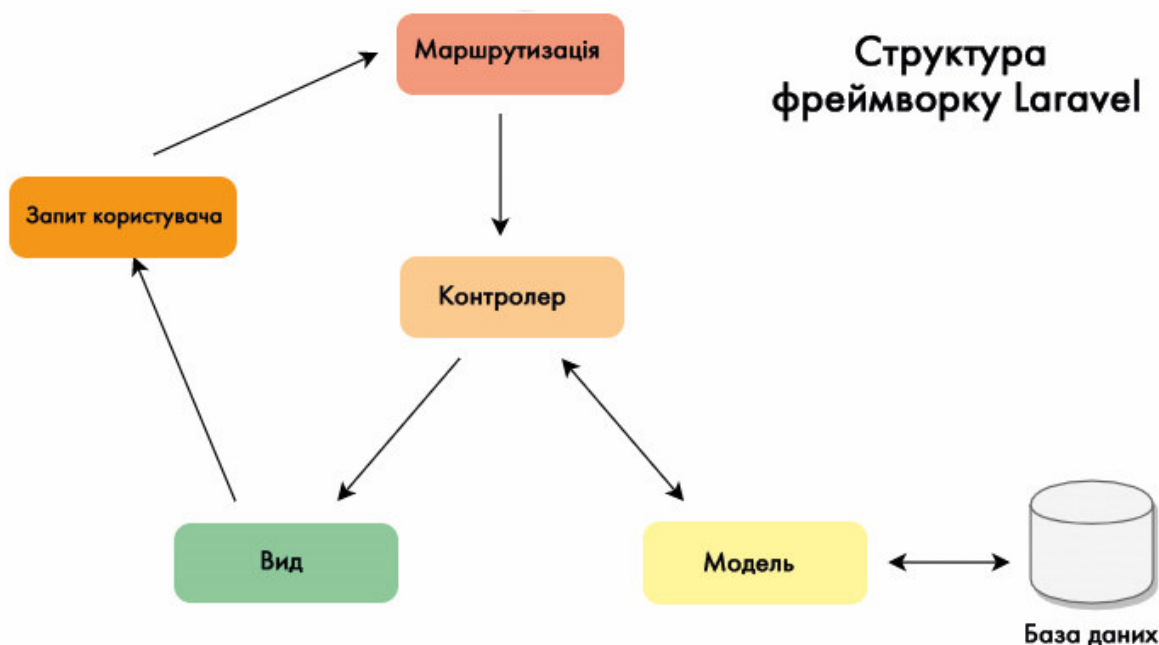 Маршрутизація
Структура
фреймворку Laravel
Запит користувача
Контролер
Вид
Модель
База даних